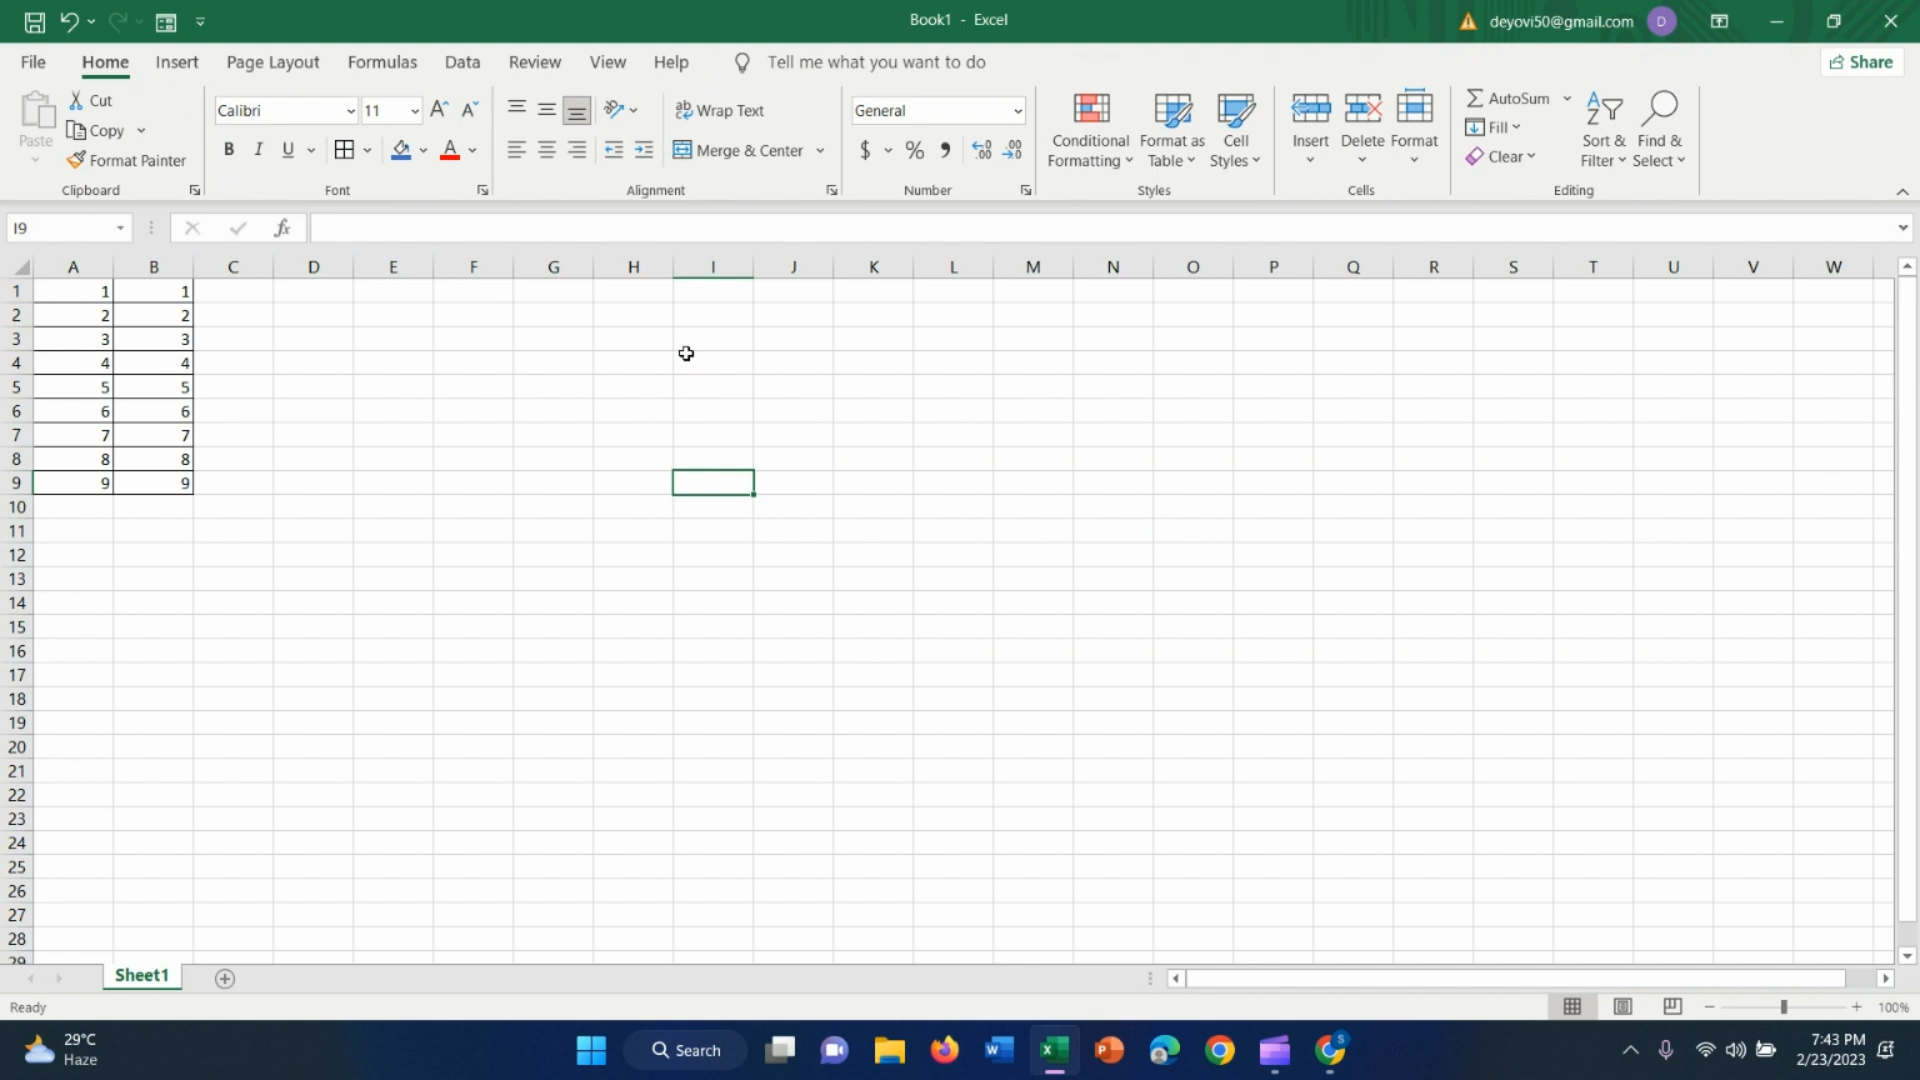 Book1 - Excel
deyovi50@gmail.com
D
File Home Insert Page Layout Formulas Data Review View Help Tell me what you want to do
Share
Paste
Cut
Copy
Format Painter
Clipboard
Calibri 11
B I U A
Font
Wrap Text
Merge & Center
Alignment
General
$ % ,
Number
Conditional Formatting
Format as Table
Cell Styles
Styles
Insert Delete Format
Cells
AutoSum
Fill
Clear
Sort & Filter
Find & Select
Editing
I9
fx
A B C D E F G H I J K L M N O P Q R S T U V W
1 1 1
2 2 2
3 3 3
4 4 4
5 5 5
6 6 6
7 7 7
8 8 8
9 9 9
10
11
12
13
14
15
16
17
18
19
20
21
22
23
24
25
26
27
28
29
Sheet1
Ready
100%
29°C
Haze
Search
7:43 PM
2/23/2023